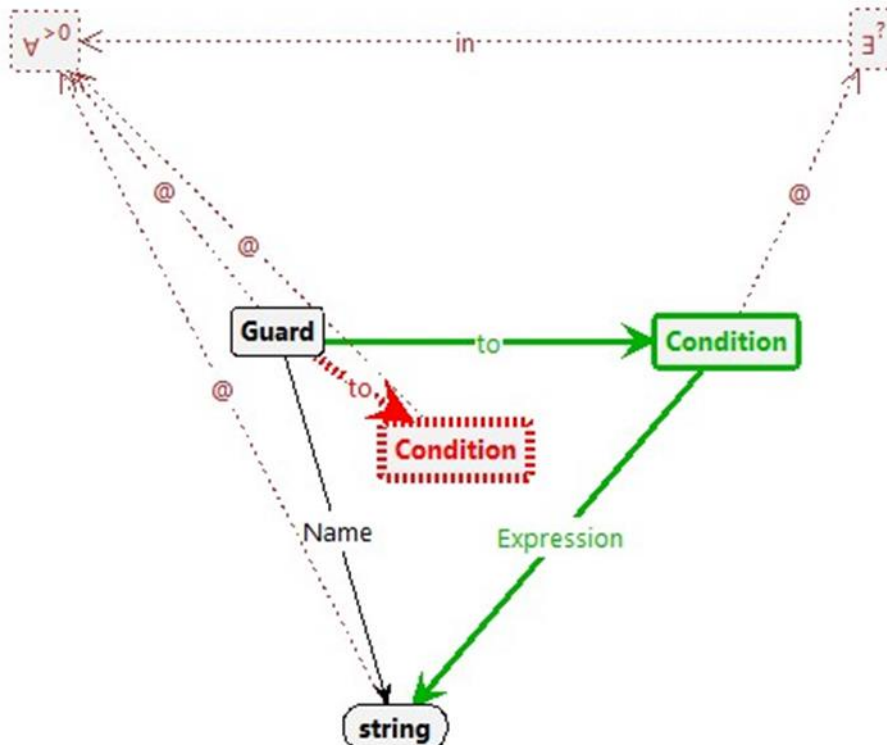 ∀>0
in
∃?
@
@
@
Guard
to
Condition
to
@
Condition
Name
Expression
string